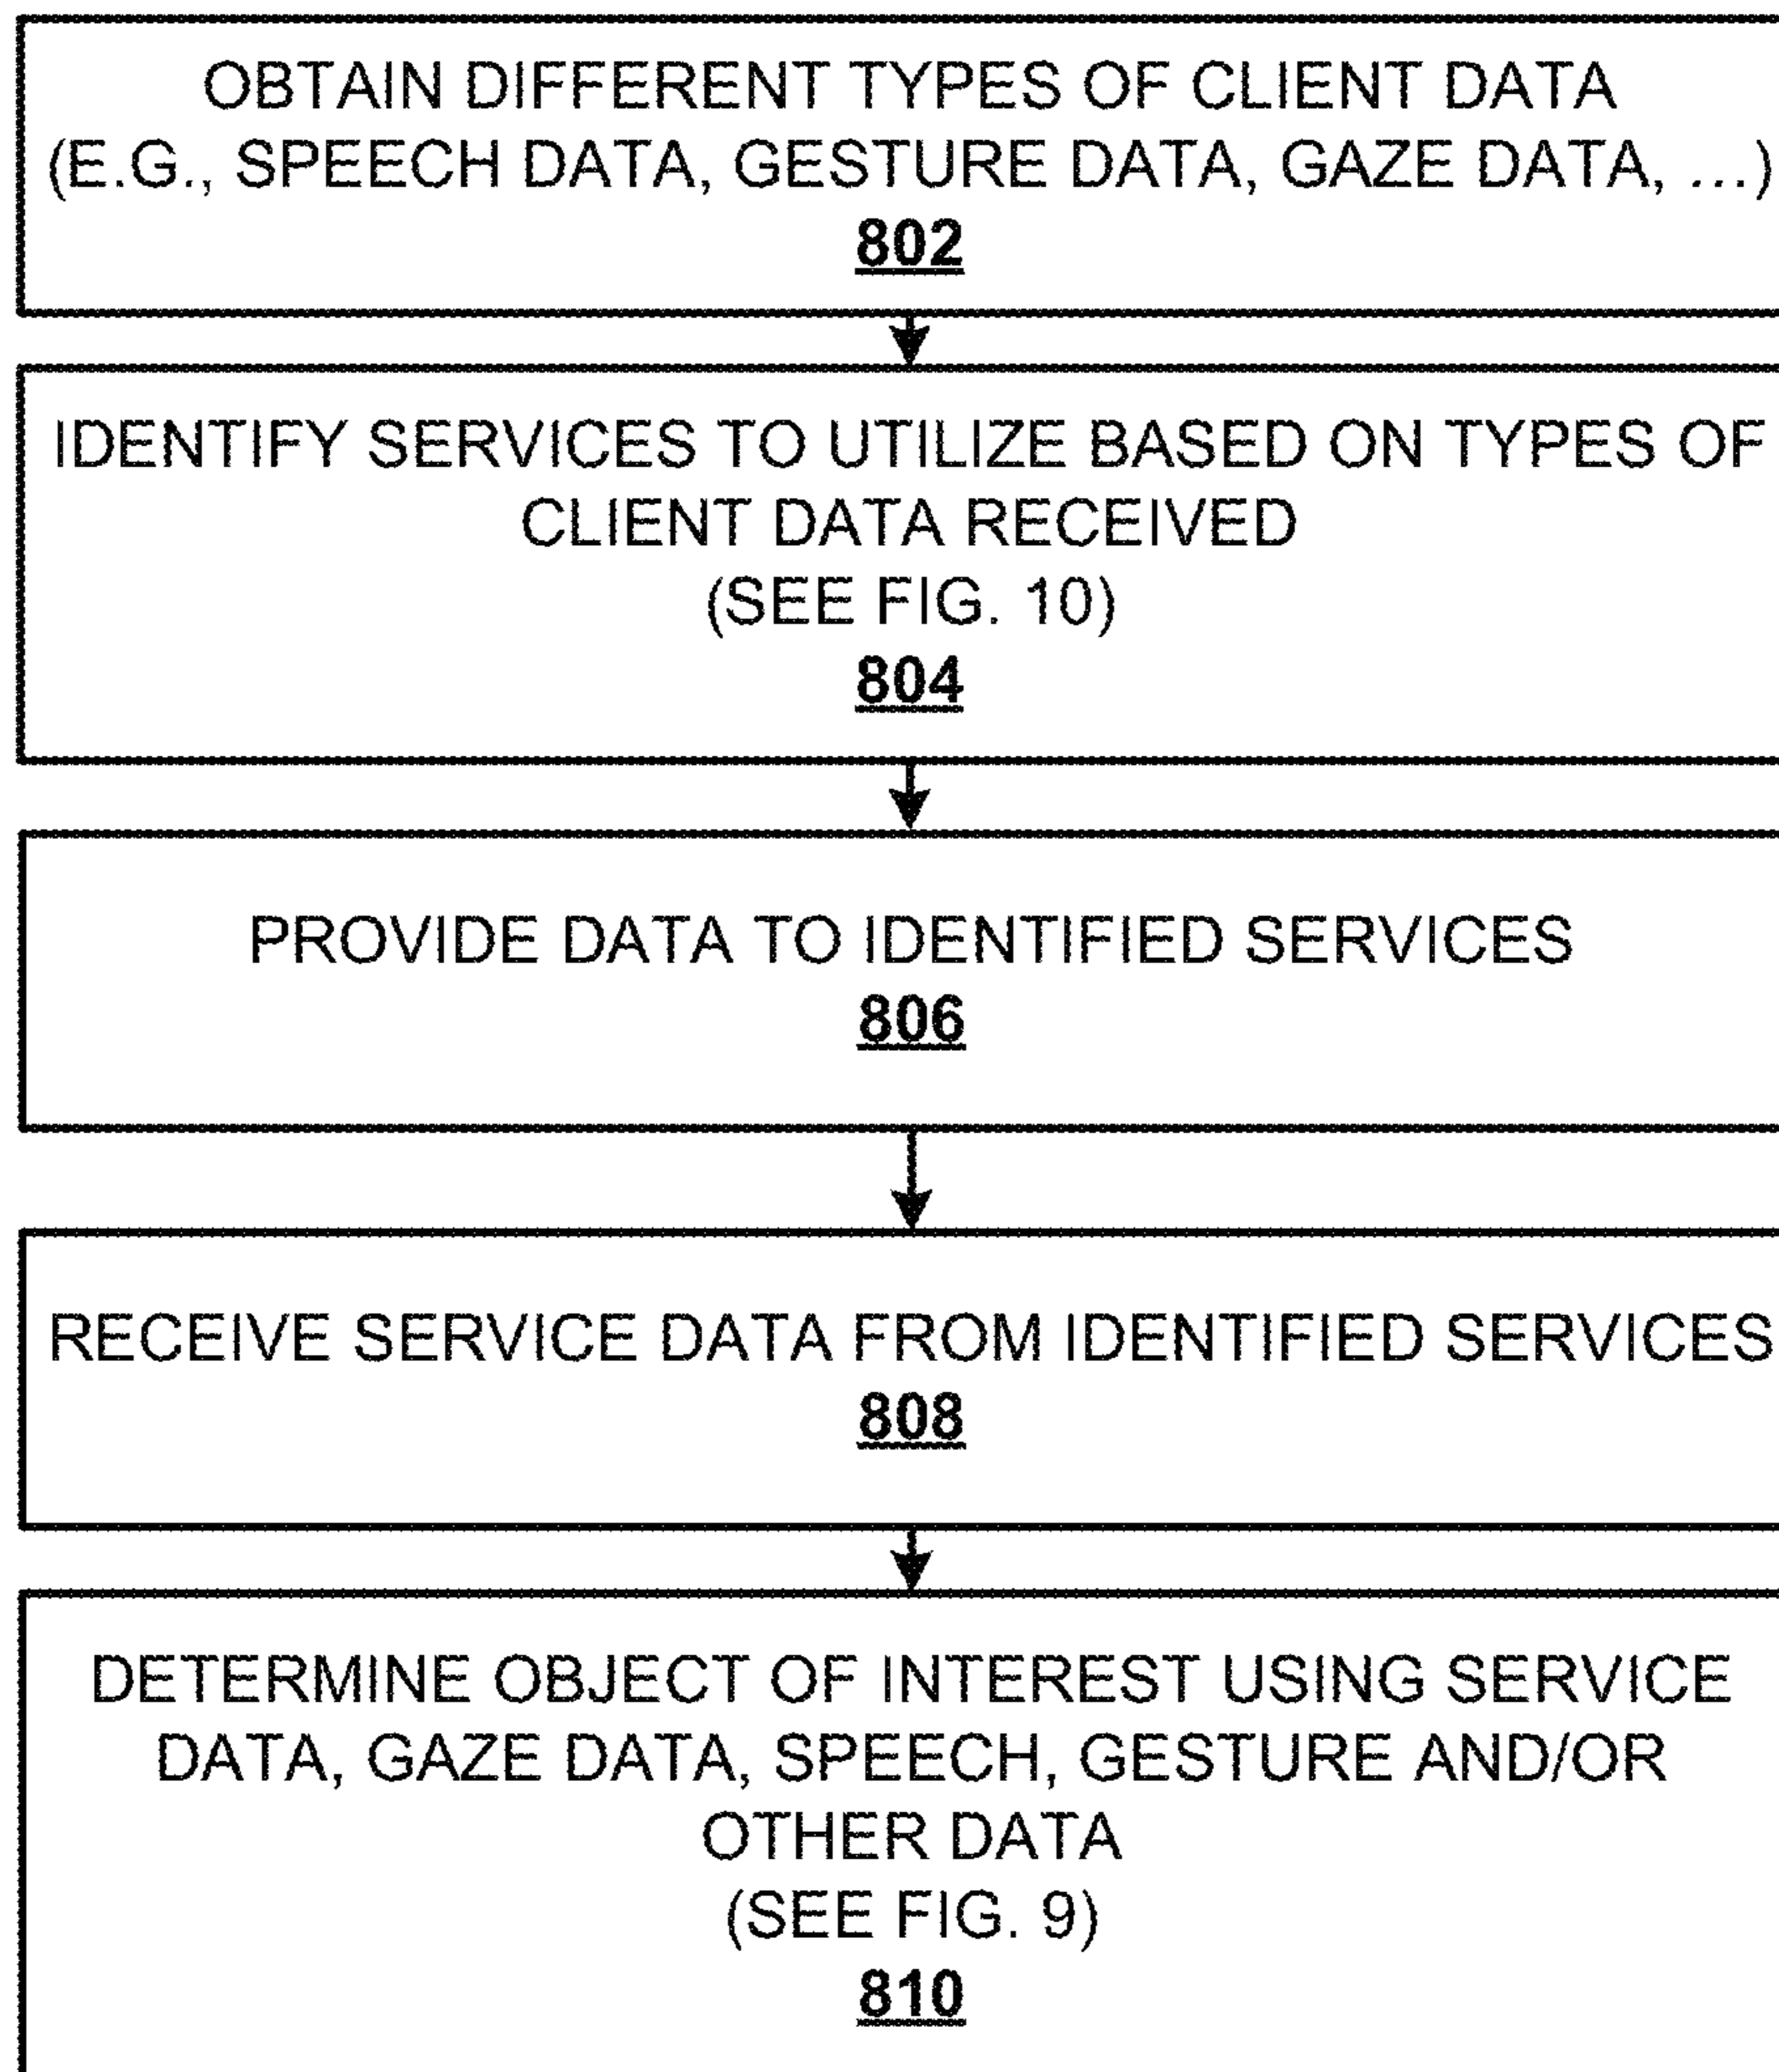 OBTAIN DIFFERENT TYPES OF CLIENT DATA
(E.G., SPEECH DATA, GESTURE DATA, GAZE DATA, ...)
802
IDENTIFY SERVICES TO UTILIZE BASED ON TYPES OF
CLIENT DATA RECEIVED
(SEE FIG. 10)
804
PROVIDE DATA TO IDENTIFIED SERVICES
806
RECEIVE SERVICE DATA FROM IDENTIFIED SERVICES
808
DETERMINE OBJECT OF INTEREST USING SERVICE
DATA, GAZE DATA, SPEECH, GESTURE AND/OR
OTHER DATA
(SEE FIG. 9)
810